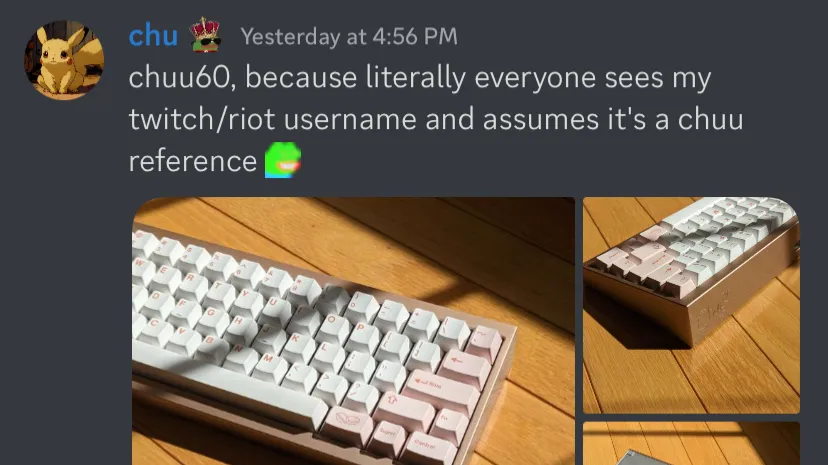 chu
Yesterday at 4:56 PM
chuu60, because literally everyone sees my
twitch/riot username and assumes it's a chuu
reference
W E R T Y U O P
D F G H J K L
C V B N M